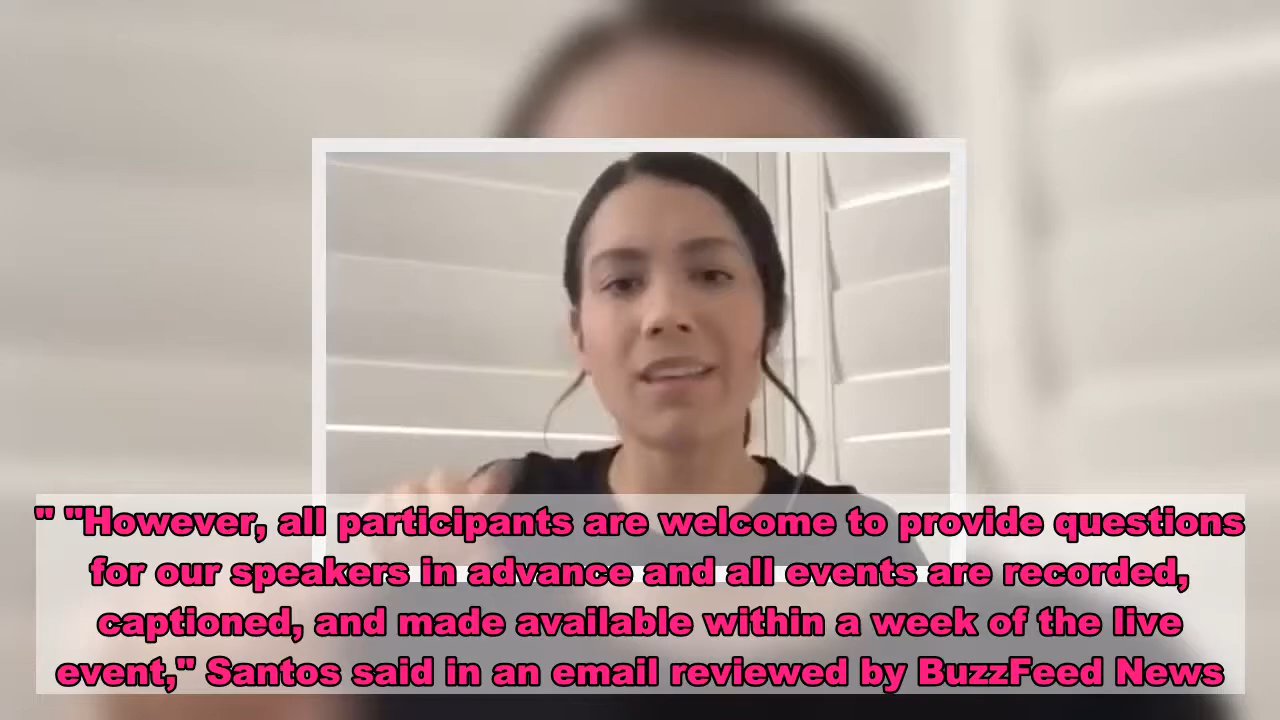 " "However, all participants are welcome to provide questions
for our speakers in advance and all events are recorded,
captioned, and made available within a week of the live
event," Santos said in an email reviewed by BuzzFeed News